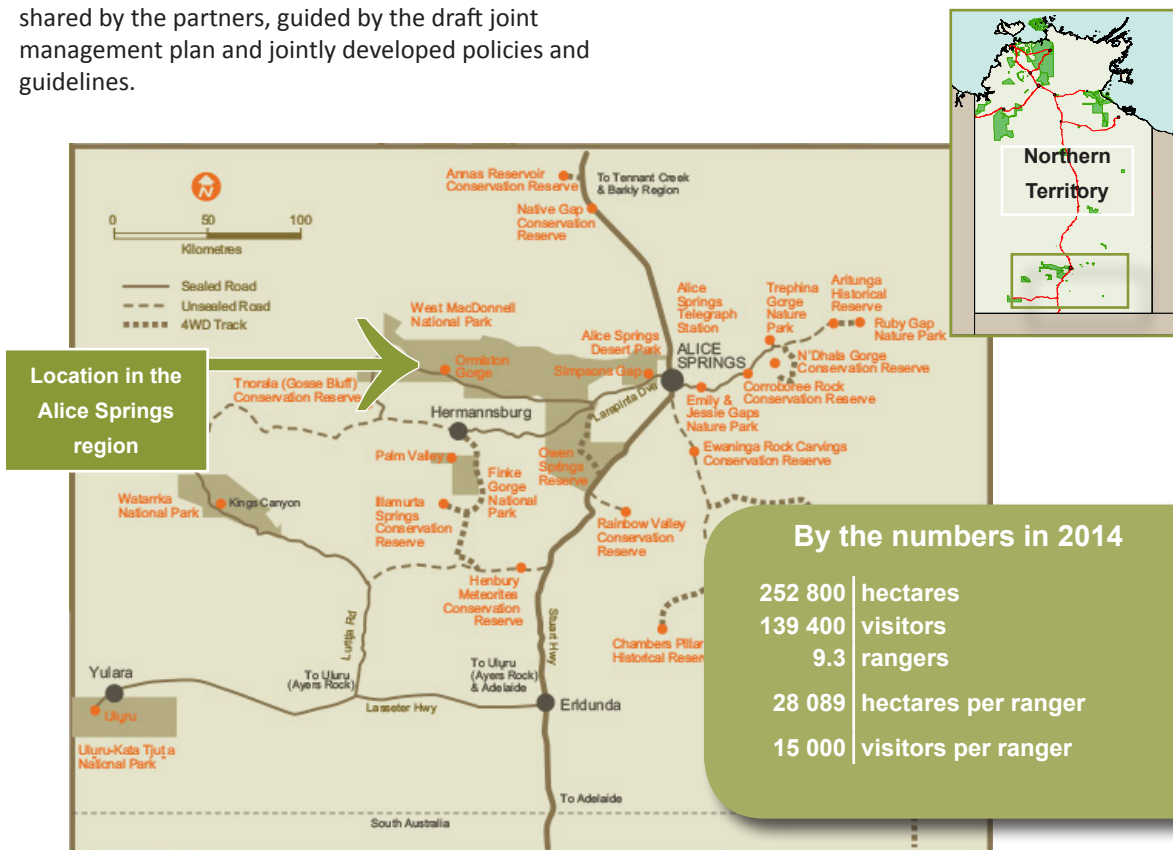 shared by the partners, guided by the draft joint
management plan and jointly developed policies and
guidelines.
Northern
Territory
N
0 50 100
Kilometres
Sealed Road
Unsealed Road
4WD Track
Annas Reservoir
Conservation Reserve
To Tennant Creek
& Barkly Region
Native Gap
Conservation
Reserve
West MacDonnell
National Park
Alice
Springs
Telegraph
Station
Trephina
Gorge
Nature
Park
Arltunga
Historical
Reserve
Ruby Gap
Nature Park
Alice Springs
Desert Park
ALICE
SPRINGS
N'Dhala Gorge
Conservation Reserve
Ormiston
Gorge
Simpsons Gap
Location in the
Alice Springs
region
Tnorala (Gosse Bluff)
Conservation Reserve
Larapinta Dve
Corroboree Rock
Conservation Reserve
Emily &
Jessie Gaps
Nature Park
Hermannsburg
Ewaninga Rock Carvings
Conservation Reserve
Palm Valley
Owen
Springs
Reserve
Finke
Gorge
National
Park
Watarrka
National Park
Kings Canyon
Illamurta
Springs
Conservation
Reserve
Rainbow Valley
Conservation
Reserve
Henbury
Meteorites
Conservation
Reserve
Luritja Rd
Stuart Hwy
Chambers Pillar
Historical Reserv
By the numbers in 2014
252 800 hectares
139 400 visitors
9.3 rangers
28 089 hectares per ranger
15 000 visitors per ranger
Yulara
To Uluru
(Ayers Rock)
To Uluru
(Ayers Rock)
& Adelaide
Uluru
Lasseter Hwy
Erldunda
Uluru-Kata Tjuta
National Park
To Adelaide
South Australia